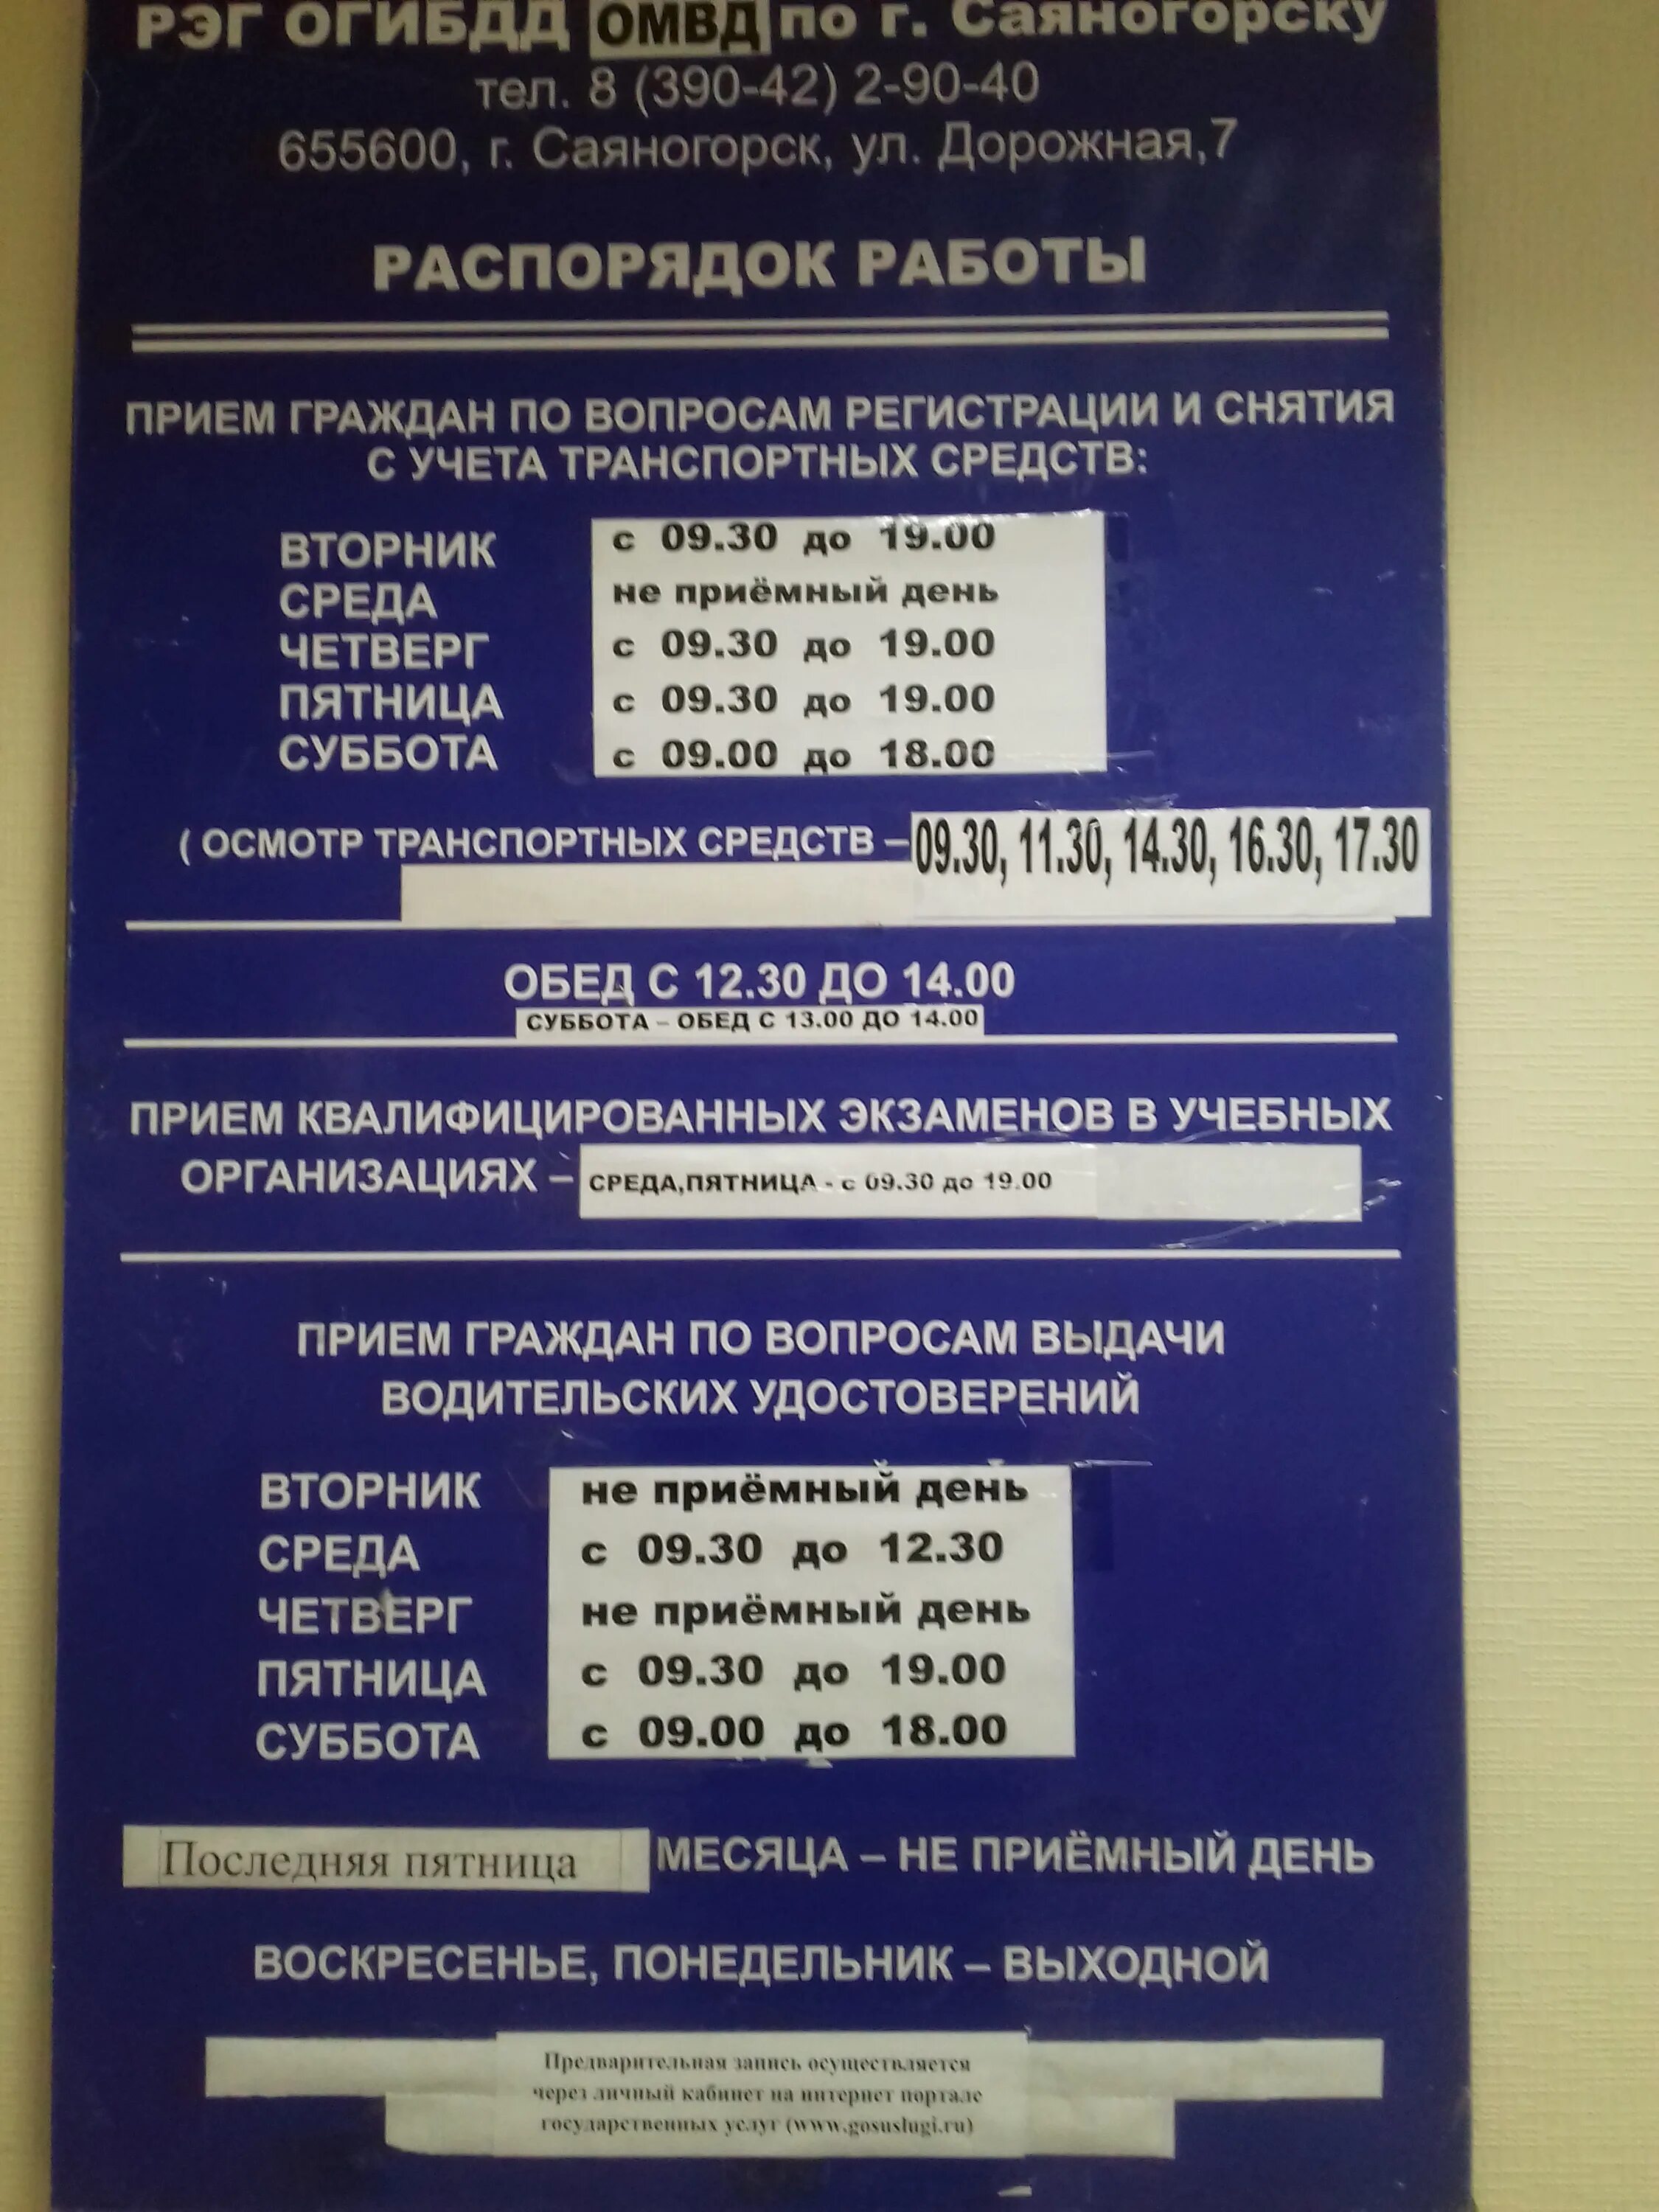 РЭГ ОГИБДД ОМВД по г. Саяногорску
тел. 8 (390-42) 2-90-40
655600, г. Саяногорск, ул. Дорожная,7
РАСПОРЯДОК РАБОТЫ
ПРИЕМ ГРАЖДАН ПО ВОПРОСАМ РЕГИСТРАЦИИ И СНЯТИЯ
С УЧЕТА ТРАНСПОРТНЫХ СРЕДСТВ:
ВТОРНИК с 09.30 до 19.00
СРЕДА не приёмный день
ЧЕТВЕРГ с 09.30 до 19.00
ПЯТНИЦА с 09.30 до 19.00
СУББОТА с 09.00 до 18.00
( ОСМОТР ТРАНСПОРТНЫХ СРЕДСТВ – 09.30, 11.30, 14.30, 16.30, 17.30
ОБЕД С 12.30 ДО 14.00
СУББОТА – ОБЕД С 13.00 ДО 14.00
ПРИЕМ КВАЛИФИЦИРОВАННЫХ ЭКЗАМЕНОВ В УЧЕБНЫХ
ОРГАНИЗАЦИЯХ – СРЕДА,ПЯТНИЦА - с 09.30 до 19.00
ПРИЕМ ГРАЖДАН ПО ВОПРОСАМ ВЫДАЧИ
ВОДИТЕЛЬСКИХ УДОСТОВЕРЕНИЙ
ВТОРНИК не приёмный день
СРЕДА с 09.30 до 12.30
ЧЕТВЕРГ не приёмный день
ПЯТНИЦА с 09.30 до 19.00
СУББОТА с 09.00 до 18.00
Последняя пятница МЕСЯЦА – НЕ ПРИЁМНЫЙ ДЕНЬ
ВОСКРЕСЕНЬЕ, ПОНЕДЕЛЬНИК – ВЫХОДНОЙ
Предварительная запись осуществляется
через личный кабинет на интернет портале
государственных услуг (www.gosuslugi.ru)